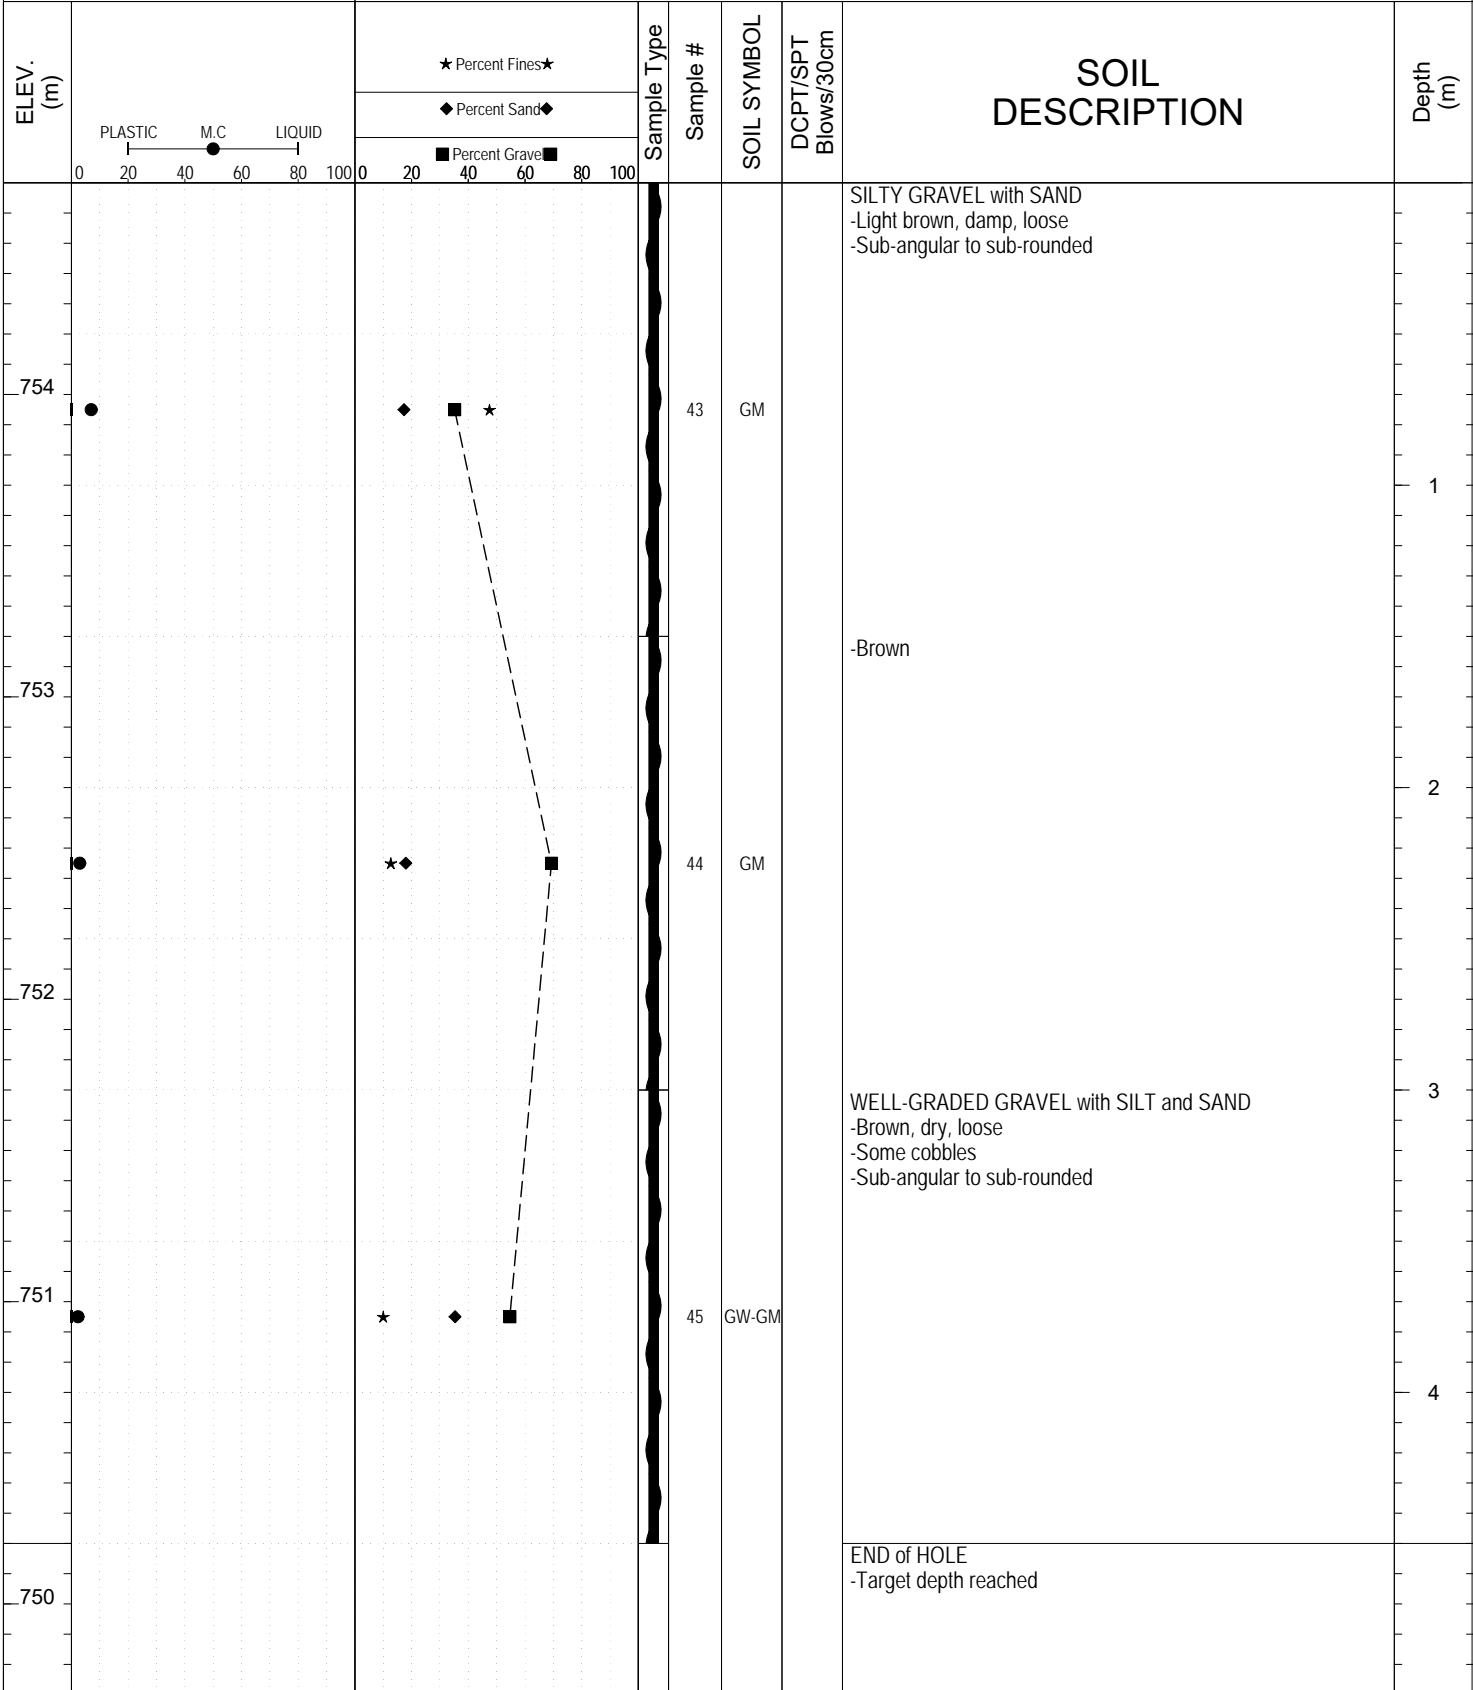 ELEV.
(m)
PLASTIC M.C LIQUID
0 20 40 60 80 100
★ Percent Fines ★
◆ Percent Sand ◆
■ Percent Gravel ■
0 20 40 60 80 100
Sample Type
Sample #
SOIL SYMBOL
DCPT/SPT
Blows/30cm
SOIL
DESCRIPTION
Depth
(m)
SILTY GRAVEL with SAND
-Light brown, damp, loose
-Sub-angular to sub-rounded
754
43 GM
1
-Brown
753
2
44 GM
752
3
WELL-GRADED GRAVEL with SILT and SAND
-Brown, dry, loose
-Some cobbles
-Sub-angular to sub-rounded
751
45 GW-GM
4
END of HOLE
-Target depth reached
750